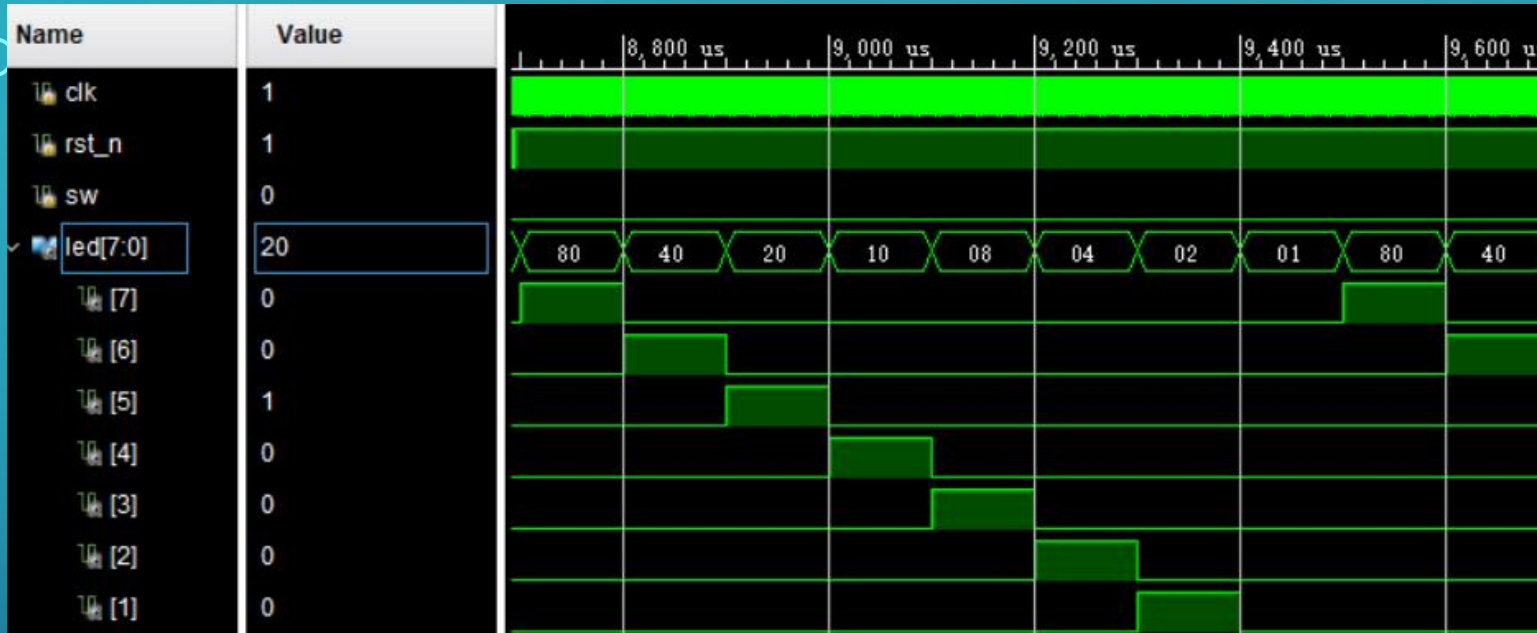 Name Value
8,800 us 9,000 us 9,200 us 9,400 us 9,600 u
clk 1
rst_n 1
sw 0
led[7:0] 20 80 40 20 10 08 04 02 01 80 40
[7] 0
[6] 0
[5] 1
[4] 0
[3] 0
[2] 0
[1] 0